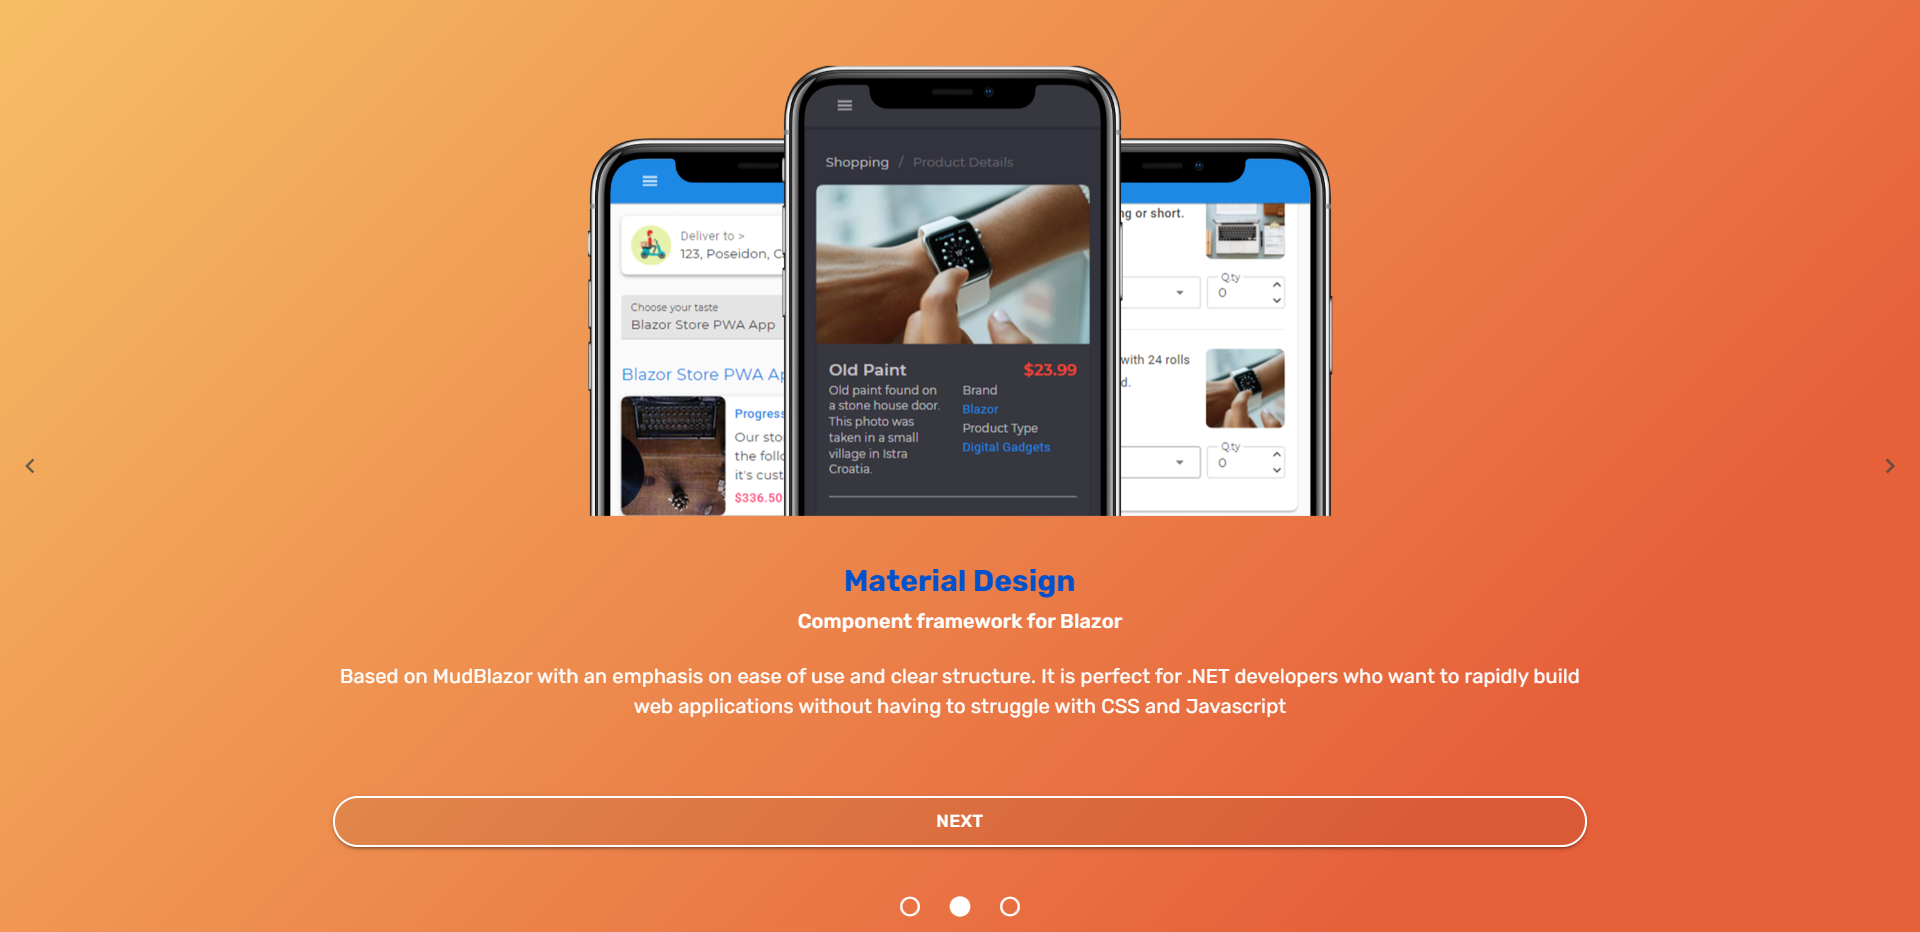 Shopping / Product Details
Deliver to >
123, Poseidon, C
Choose your taste
Blazor Store PWA App
Blazor Store PWA Ap
Progress
Our sto
the follo
it's cust
$336.50
Old Paint
$23.99
Old paint found on
a stone house door.
This photo was
taken in a small
village in Istra
Croatia.
Brand
Blazor
Product Type
Digital Gadgets
ng or short.
Qty
0
with 24 rolls
d.
Qty
0
Material Design
Component framework for Blazor
Based on MudBlazor with an emphasis on ease of use and clear structure. It is perfect for .NET developers who want to rapidly build
web applications without having to struggle with CSS and Javascript
NEXT